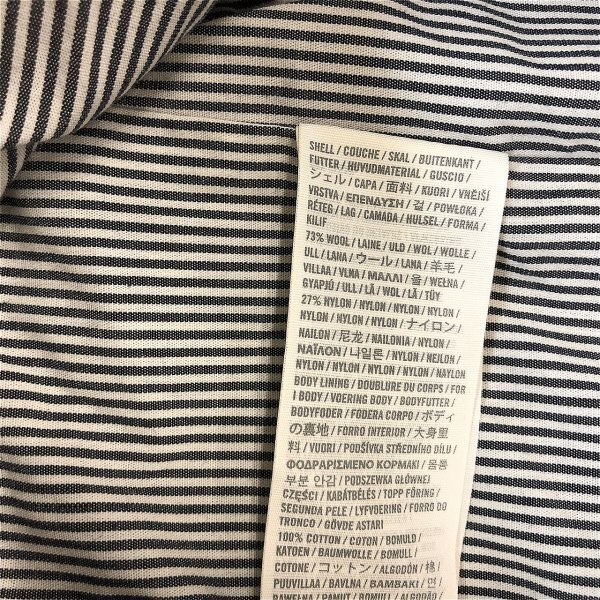 SHELL / COUCHE / SKAL / BUITENKANT /
FUTTER / HUVUDMATERIAL / GUSCIO /
シェル / CAPA / 面料 / KUORI / VNĚJŠÍ
VRSTVA / ΕΠΕΝΔΥΣΗ / 겉 / POWŁOKA /
RÉTEG / LAG / CAMADA / HULSEL / FORMA /
KILIF
73% WOOL / LAINE / ULD / WOL / WOLLE /
ULL / LANA / ウール / LANA / 羊毛 /
VILLAA / VLNA / ΜΑΛΛΙ / 울 / WEŁNA /
GYAPJÚ / ULL / LÃ / WOL / LÂ / TÜY
27% NYLON / NYLON / NYLON / NYLON /
NYLON / NYLON / NYLON / ナイロン /
NAILON / 尼龙 / NAILONIA / NYLON /
ΝΑΪΛΟΝ / 나일론 / NYLON / NEJLON /
NYLON / NYLON / NYLON / NYLON / NAYLON
BODY LINING / DOUBLURE DU CORPS / FOR
I BODY / VOERING BODY / BODYFUTTER /
BODYFODER / FODERA CORPO / ボディ
の裏地 / FORRO INTERIOR / 大身里
料 / VUORI / PODŠÍVKA STŘEDNÍHO DÍLU /
ΦΟΔΡΑΡΙΣΜΕΝΟ ΚΟΡΜΑΚΙ / 몸통
부분 안감 / PODSZEWKA GŁÓWNEJ
CZĘŚCI / KABÁTBÉLÉS / TOPP FÔRING /
SEGUNDA PELE / LYFVOERING / FORRO DO
TRONCO / GÖVDE ASTARI
100% COTTON / COTON / BOMULD /
KATOEN / BAUMWOLLE / BOMULL /
COTONE / コットン / ALGODÓN / 棉 /
PUUVILLAA / BAVLNA / ΒΑΜΒΑΚΙ / 면 /
BAWEŁNA / PAMUT / BOMULL / ALGODÃO